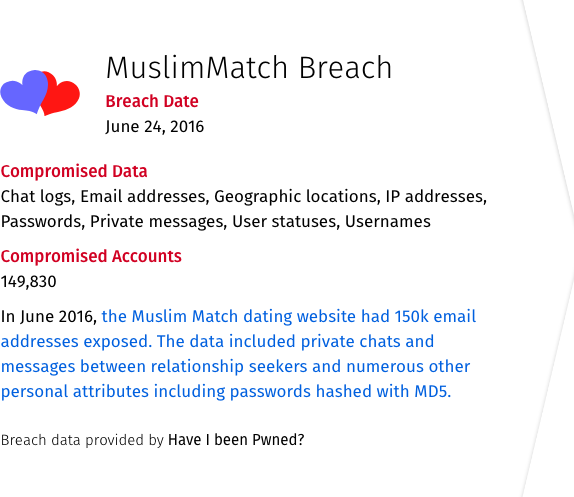 MuslimMatch Breach
Breach Date
June 24, 2016
Compromised Data
Chat logs, Email addresses, Geographic locations, IP addresses,
Passwords, Private messages, User statuses, Usernames
Compromised Accounts
149,830
In June 2016, the Muslim Match dating website had 150k email
addresses exposed. The data included private chats and
messages between relationship seekers and numerous other
personal attributes including passwords hashed with MD5.
Breach data provided by Have I been Pwned?